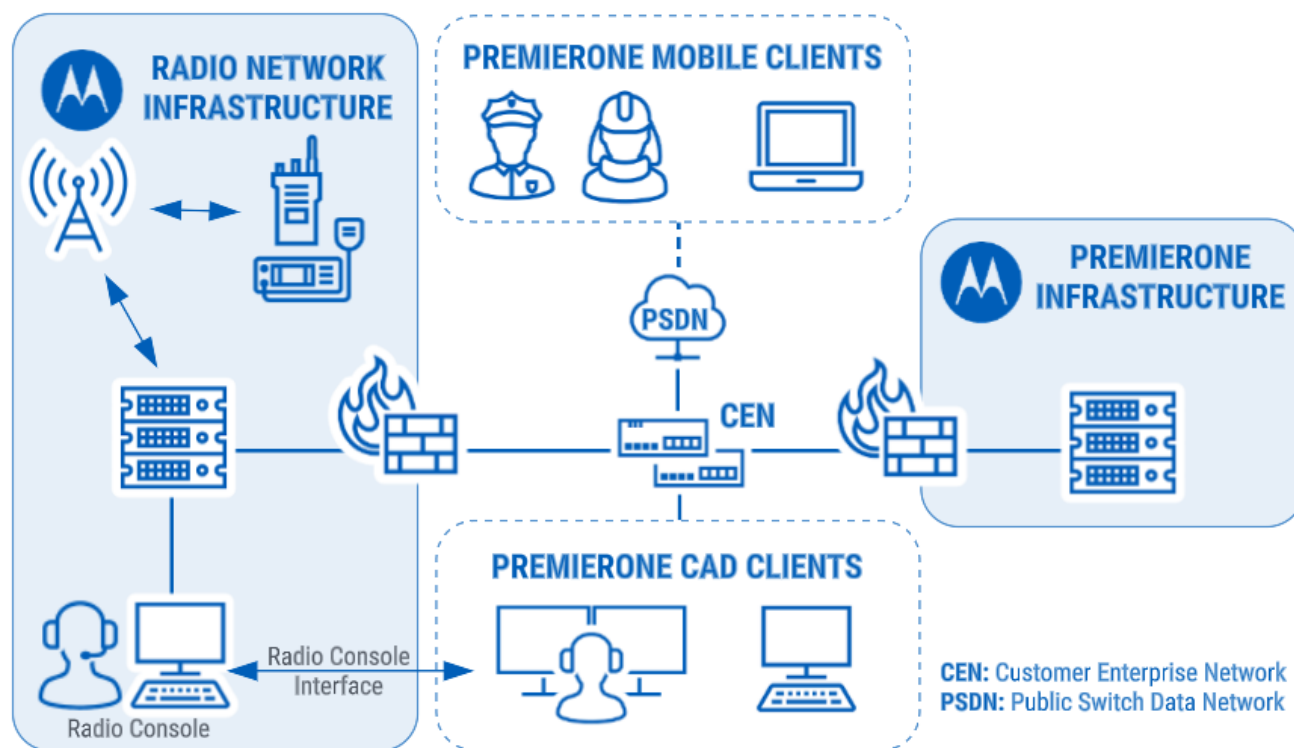 RADIO NETWORK
INFRASTRUCTURE
PREMIERONE MOBILE CLIENTS
PREMIERONE
INFRASTRUCTURE
PSDN
CEN
PREMIERONE CAD CLIENTS
Radio Console
Interface
Radio Console
CEN: Customer Enterprise Network
PSDN: Public Switch Data Network